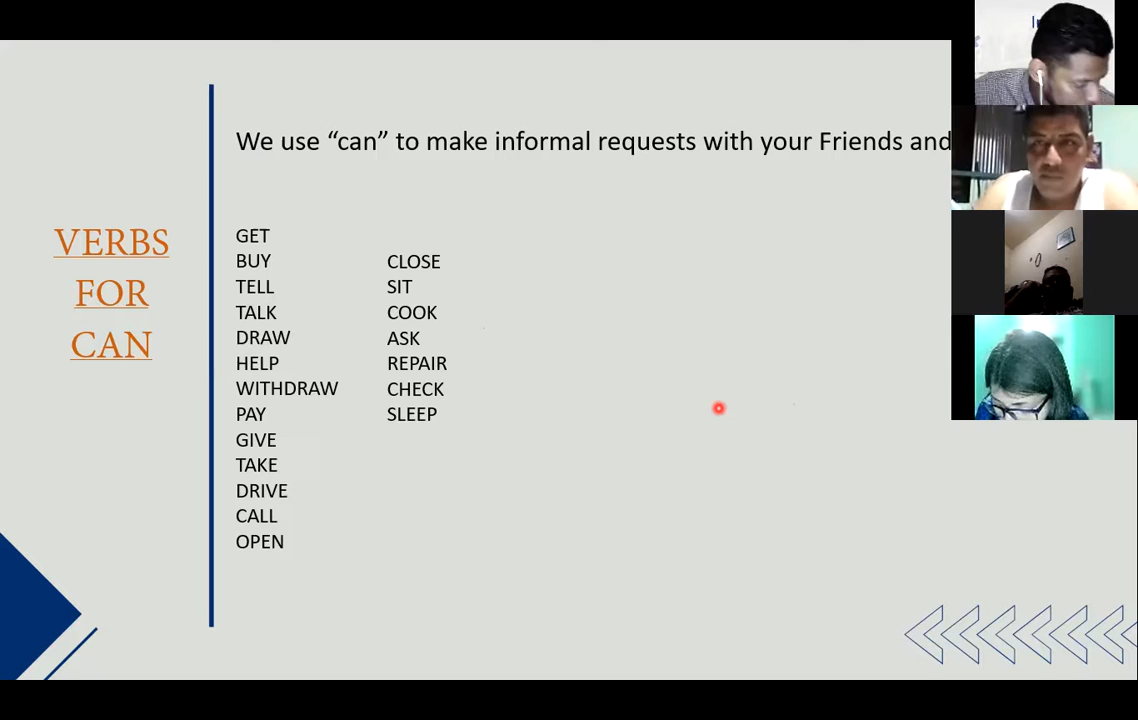 We use “can” to make informal requests with your Friends and
VERBS
FOR
CAN
GET
BUY
TELL
TALK
DRAW
HELP
WITHDRAW
PAY
GIVE
TAKE
DRIVE
CALL
OPEN
CLOSE
SIT
COOK
ASK
REPAIR
CHECK
SLEEP